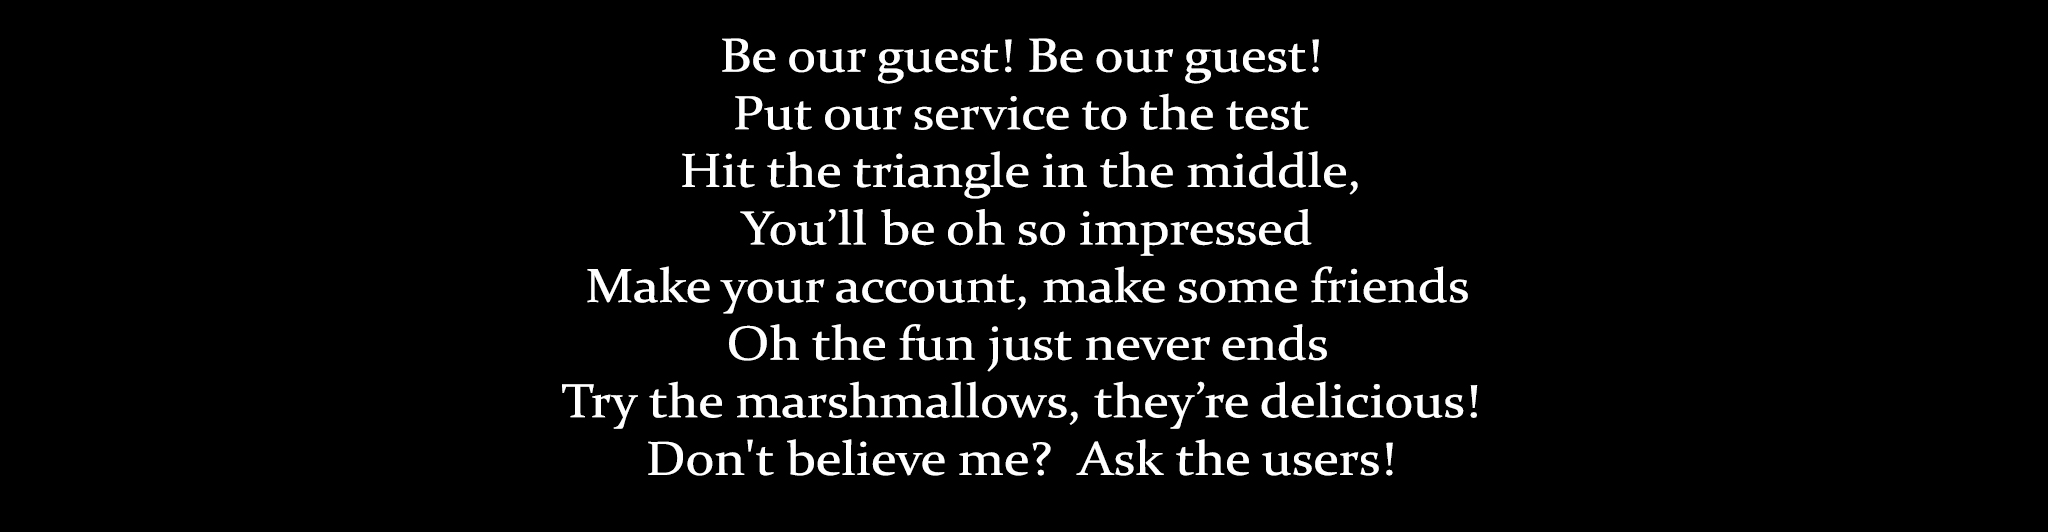 Be our guest! Be our guest!
Put our service to the test
Hit the triangle in the middle,
You’ll be oh so impressed
Make your account, make some friends
Oh the fun just never ends
Try the marshmallows, they’re delicious!
Don't believe me?  Ask the users!